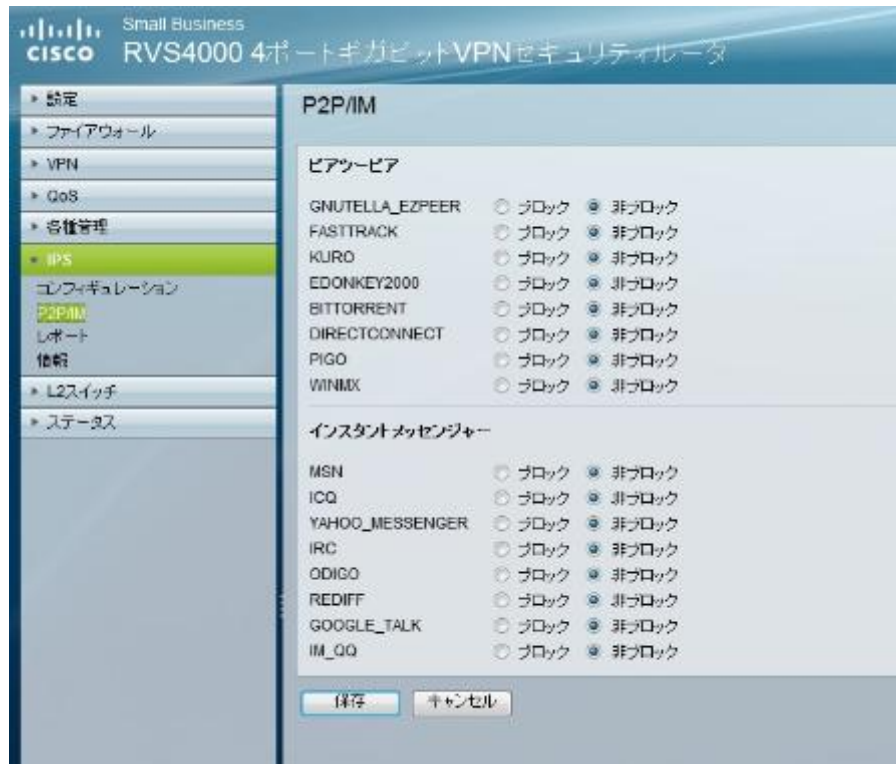 Small Business
CISCO RVS4000 4ポートギガビットVPNセキュリティルータ
設定
ファイアウォール
VPN
QoS
各種管理
IPS
コンフィギュレーション
P2P/IM
レポート
情報
L2スイッチ
ステータス
P2P/IM
ピアツーピア
GNUTELLA_EZPEER ブロック 非ブロック
FASTTRACK ブロック 非ブロック
KURO ブロック 非ブロック
EDONKEY2000 ブロック 非ブロック
BITTORRENT ブロック 非ブロック
DIRECTCONNECT ブロック 非ブロック
PIGO ブロック 非ブロック
WINMX ブロック 非ブロック
インスタントメッセンジャー
MSN ブロック 非ブロック
ICQ ブロック 非ブロック
YAHOO_MESSENGER ブロック 非ブロック
IRC ブロック 非ブロック
ODIGO ブロック 非ブロック
REDIFF ブロック 非ブロック
GOOGLE_TALK ブロック 非ブロック
IM_QQ ブロック 非ブロック
保存 キャンセル